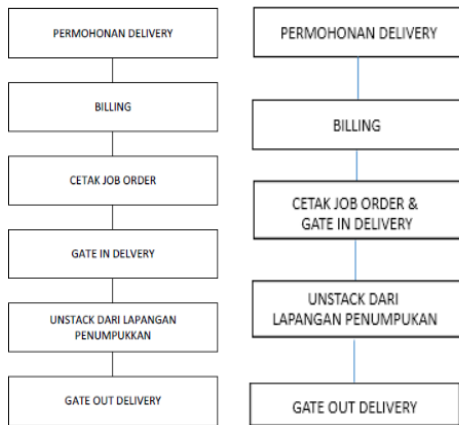 PERMOHONAN DELIVERY
BILLING
CETAK JOB ORDER
GATE IN DELVERY
UNSTACK DARI LAPANGAN
PENUMPUKKAN
GATE OUT DELIVERY
PERMOHONAN DELIVERY
BILLING
CETAK JOB ORDER &
GATE IN DELIVERY
UNSTACK DARI
LAPANGAN PENUMPUKAN
GATE OUT DELIVERY